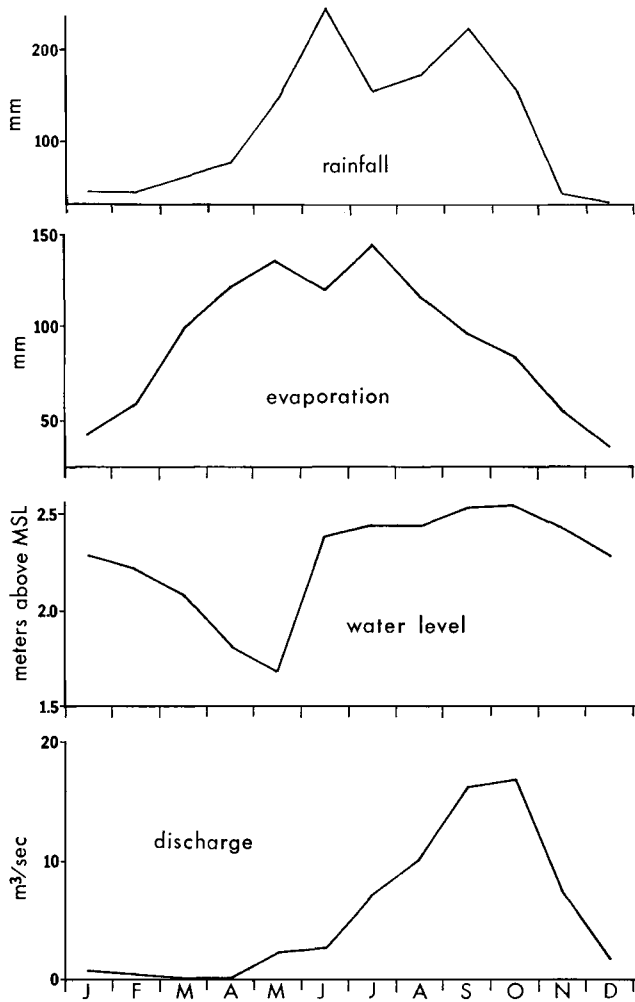 200
mm
100
rainfall
150
100
mm
evaporation
50
2.5
meters above MSL
2.0
water level
1.5
20
discharge
m³/sec
10
0
J F M A M J J A S O N D